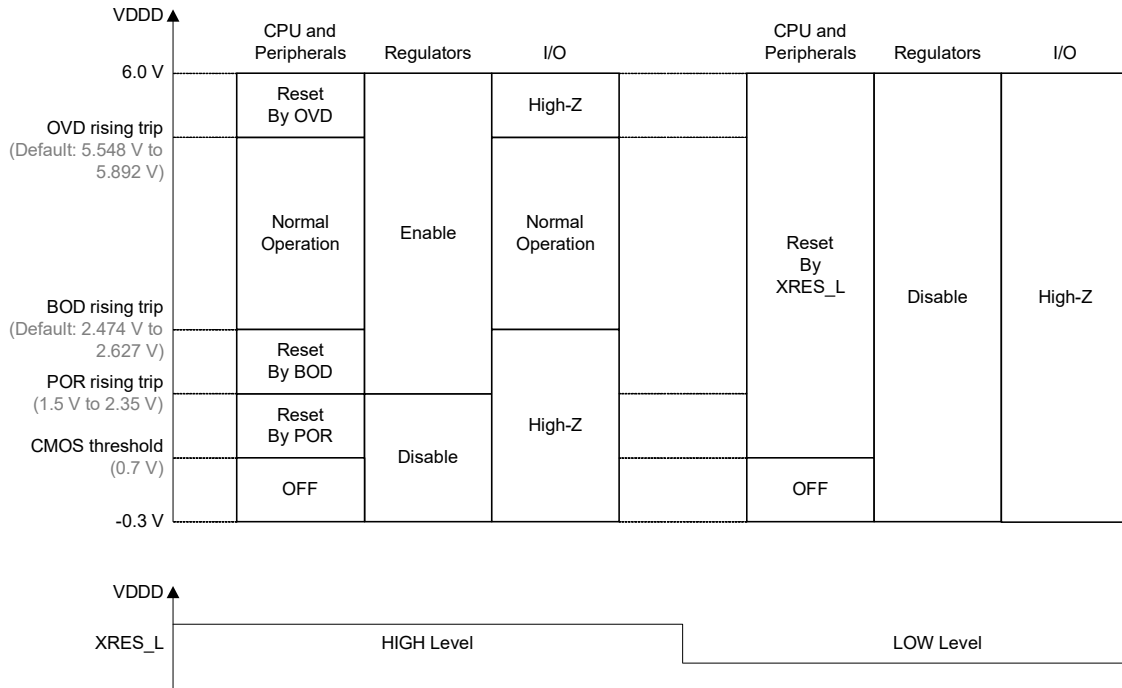 VDDD
CPU and
Peripherals
Regulators
I/O
CPU and
Peripherals
Regulators
I/O
6.0 V
Reset
By OVD
High-Z
OVD rising trip
(Default: 5.548 V to
5.892 V)
Normal
Operation
Enable
Normal
Operation
Reset
By
XRES_L
Disable
High-Z
BOD rising trip
(Default: 2.474 V to
2.627 V)
Reset
By BOD
POR rising trip
(1.5 V to 2.35 V)
Reset
By POR
High-Z
CMOS threshold
(0.7 V)
Disable
OFF
OFF
-0.3 V
VDDD
XRES_L
HIGH Level
LOW Level